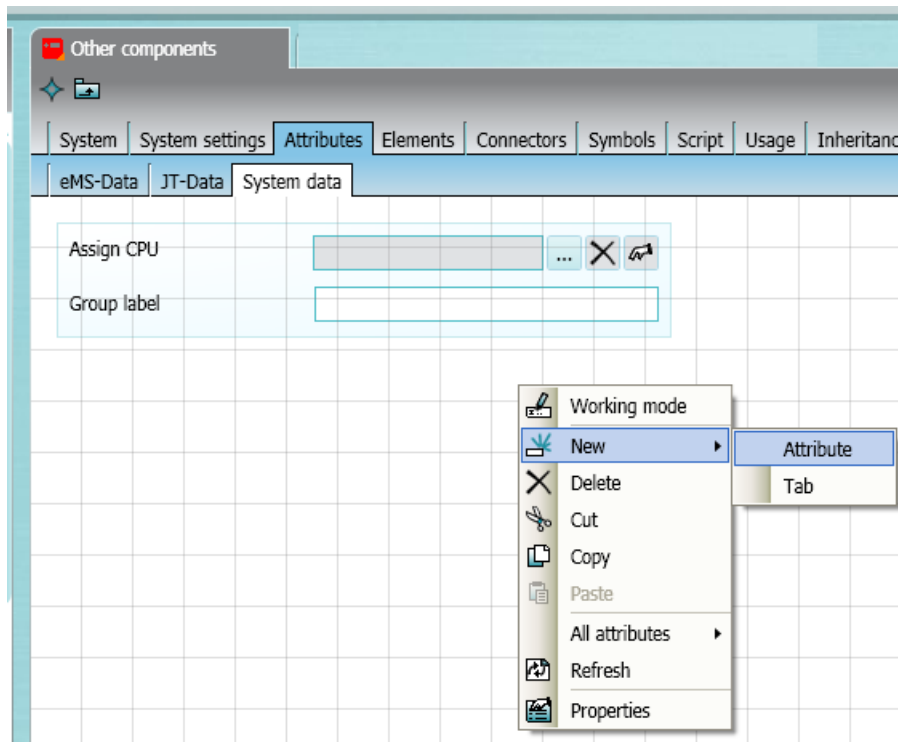 Other components
System System settings Attributes Elements Connectors Symbols Script Usage Inheritanc
eMS-Data JT-Data System data
Assign CPU ...
Group label
Working mode
New Attribute
Delete Tab
Cut
Copy
Paste
All attributes
Refresh
Properties